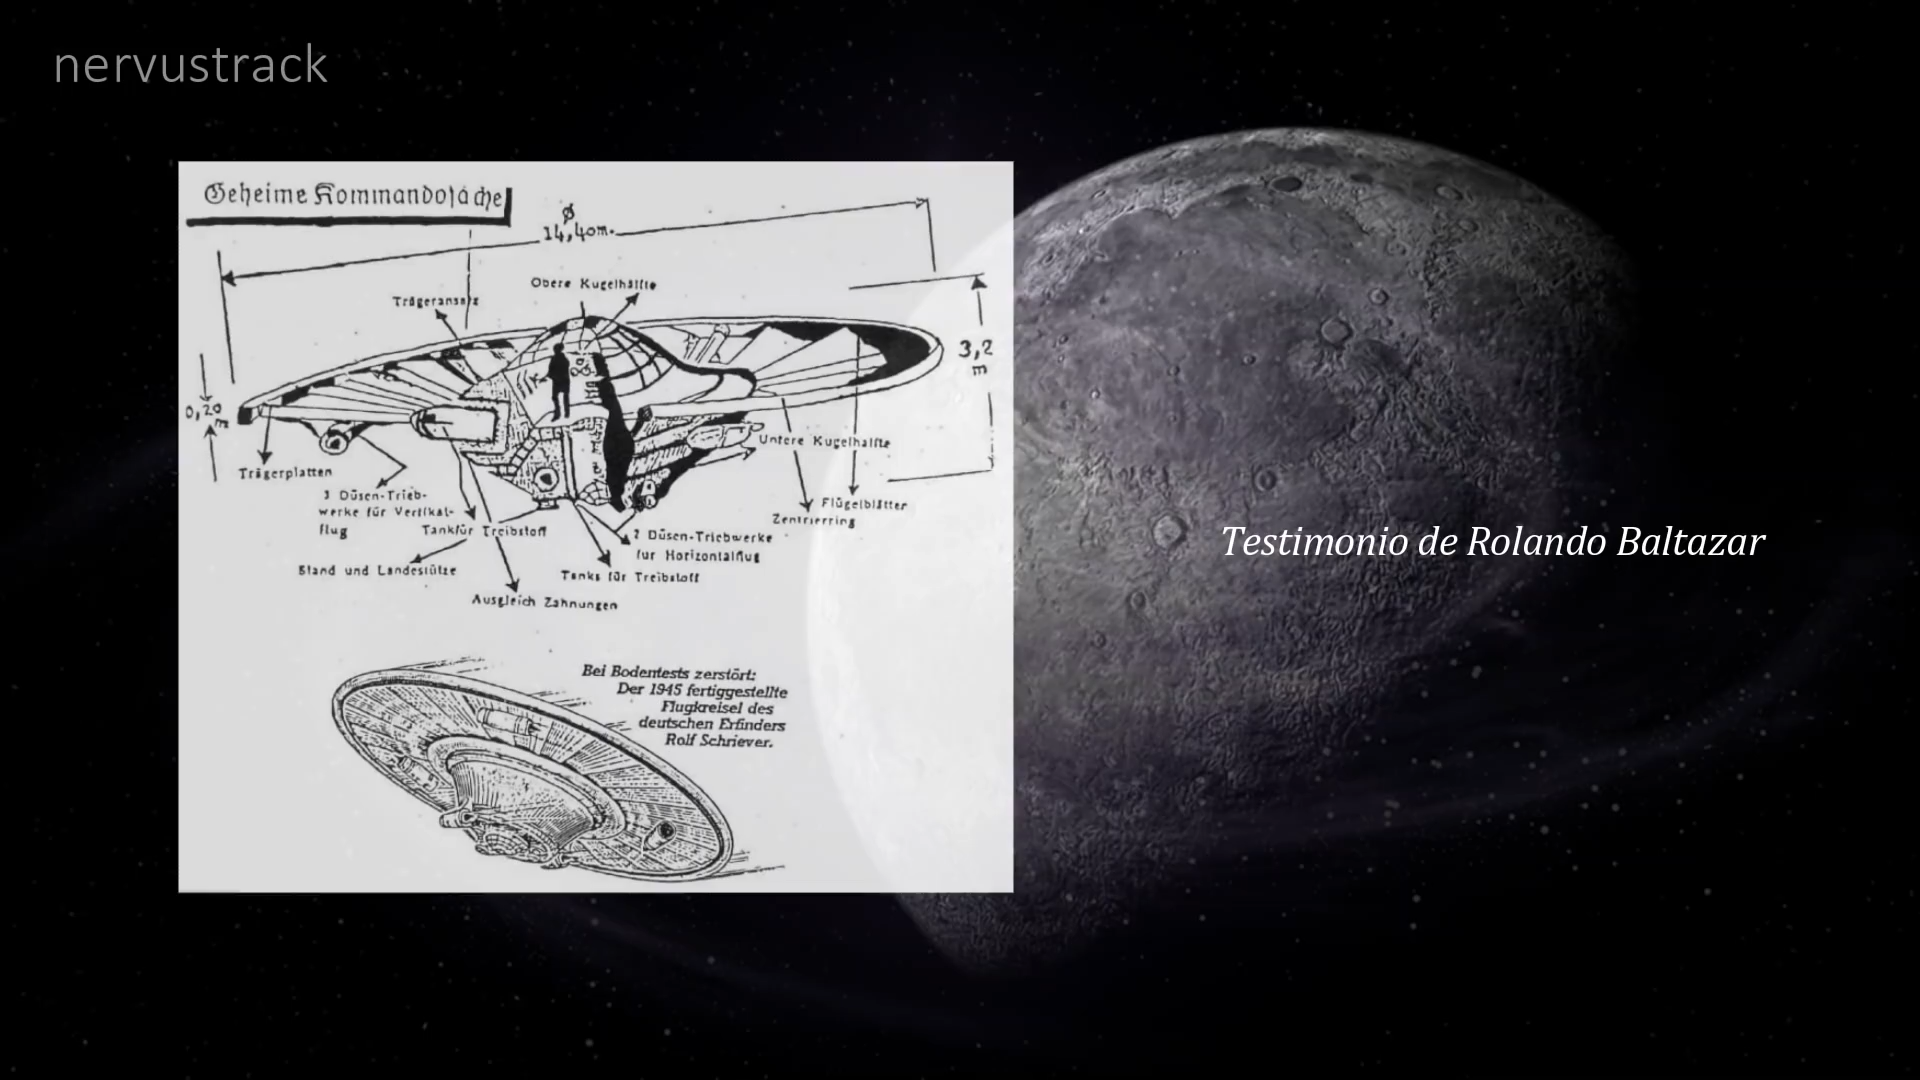 nervustrack
Geheime Kommandosache
ø
14,40m.
Obere Kugelhälfte
Trägeransatz
3,2
m
0,20
m
Untere Kugelhälfte
Trägerplatten
3 Düsen-Trieb-
werke für Vertikal-
flug
Flügelblätter
Zentrierring
Tankfür Treibstoff
2 Düsen-Triebwerke
für Horizontalflug
Stand und Landestütze
Tanks für Treibstoff
Ausgleich Zahnungen
Testimonio de Rolando Baltazar
Bei Bodentests zerstört:
Der 1945 fertiggestellte
Flugkreisel des
deutschen Erfinders
Rolf Schriever.